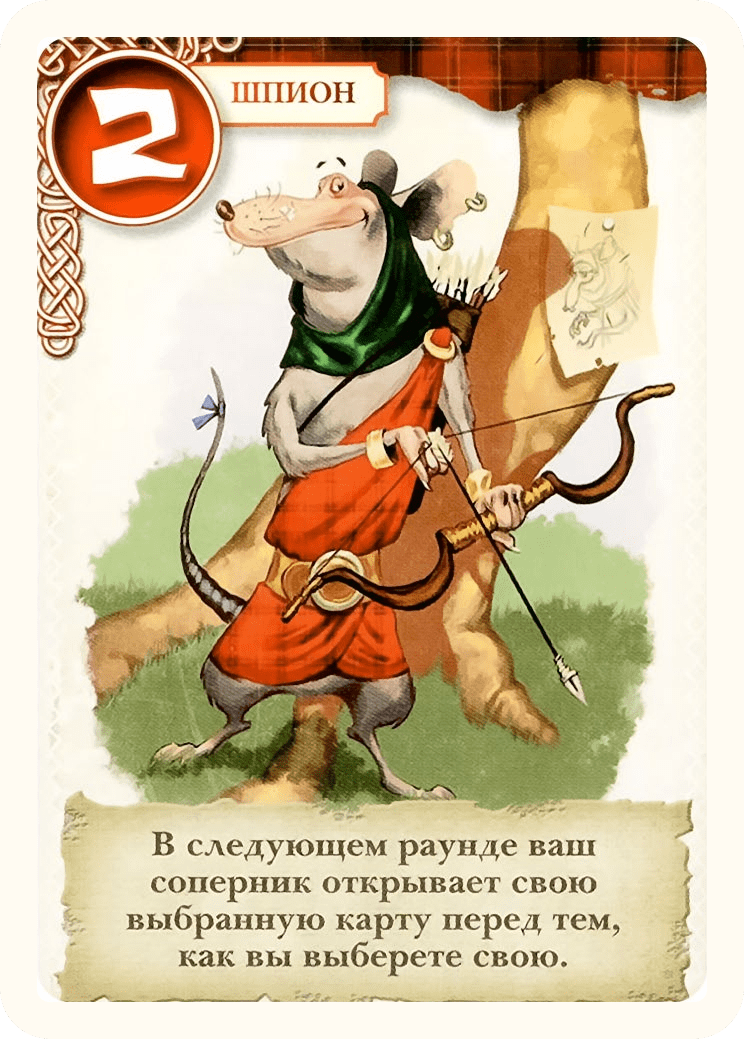 2
ШПИОН
В следующем раунде ваш
соперник открывает свою
выбранную карту перед тем,
как вы выберете свою.